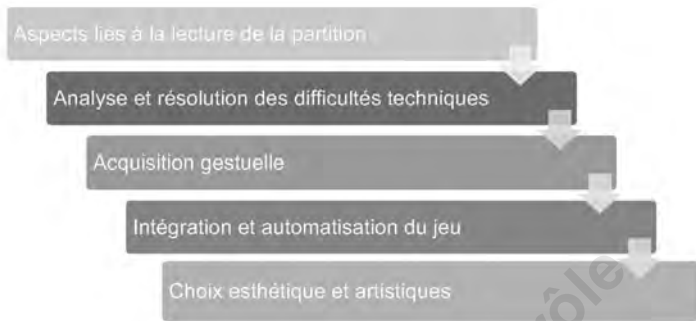 Aspects liés à la lecture de la partition
Analyse et résolution des difficultés techniques
Acquisition gestuelle
Intégration et automatisation du jeu
Choix esthétique et artistiques